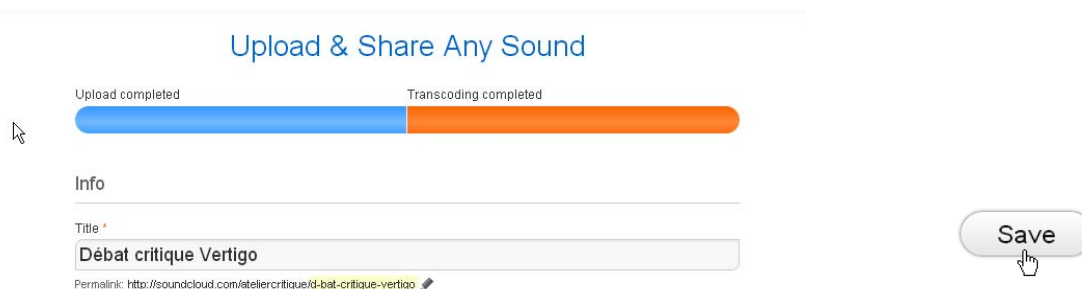 Upload & Share Any Sound
Upload completed
Transcoding completed
Info
Title *
Débat critique Vertigo
Permalink: http://soundcloud.com/ateliercritique/d-bat-critique-vertigo
Save